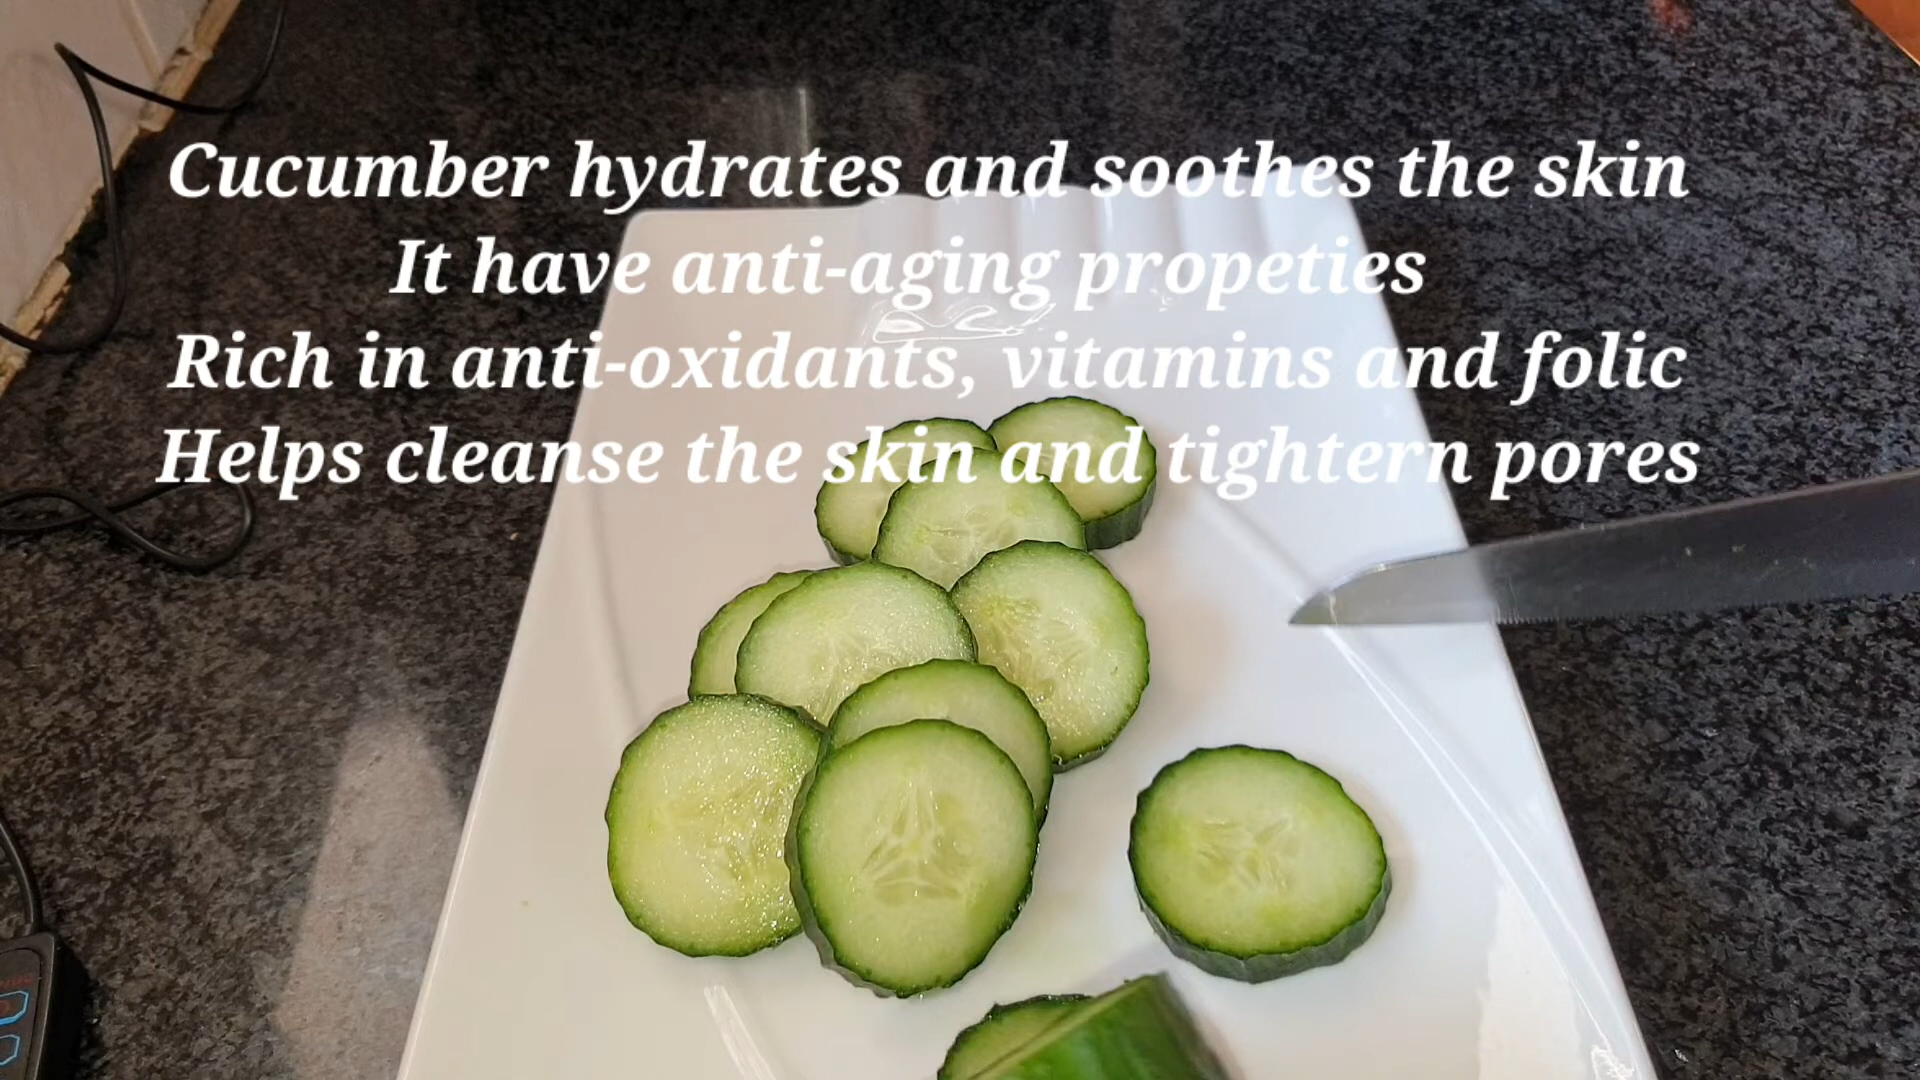 Cucumber hydrates and soothes the skin
It have anti-aging propeties
Rich in anti-oxidants, vitamins and folic
Helps cleanse the skin and tightern pores